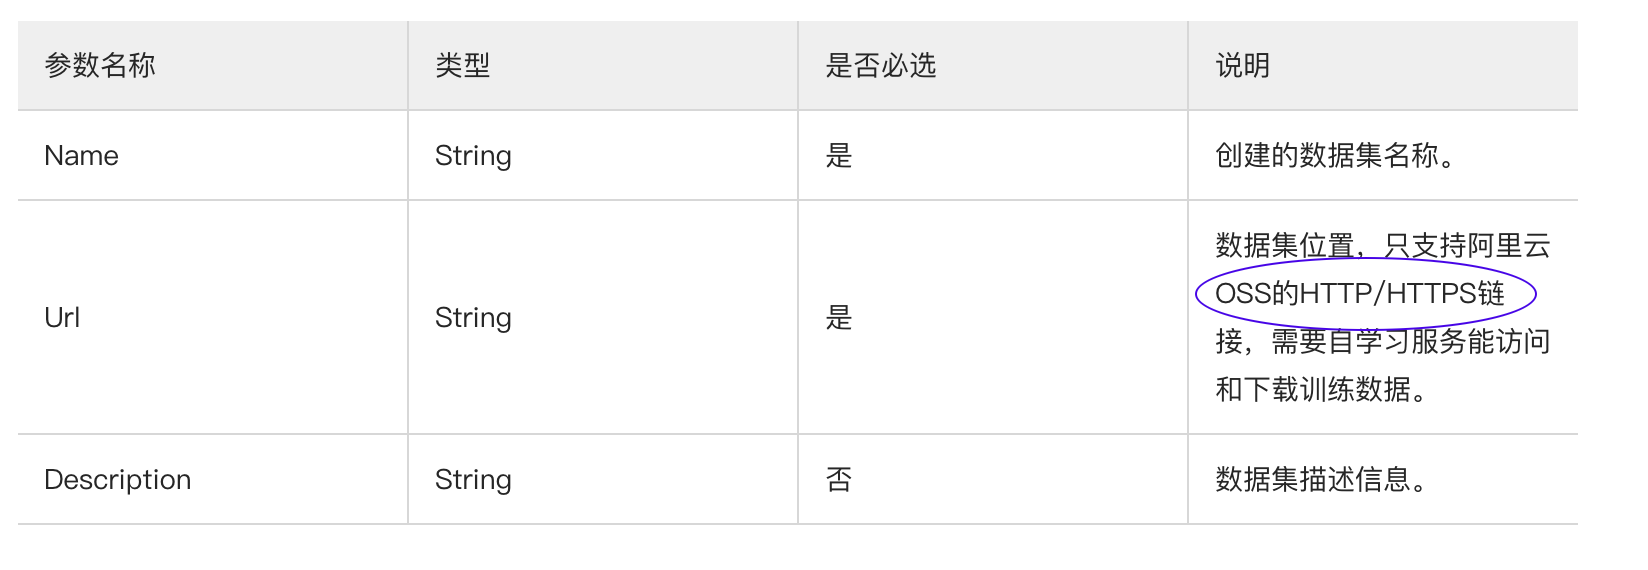 参数名称 类型 是否必选 说明
Name String 是 创建的数据集名称。
数据集位置，只支持阿里云
OSS的HTTP/HTTPS链
Url String 是
接，需要自学习服务能访问
和下载训练数据。
Description String 否 数据集描述信息。